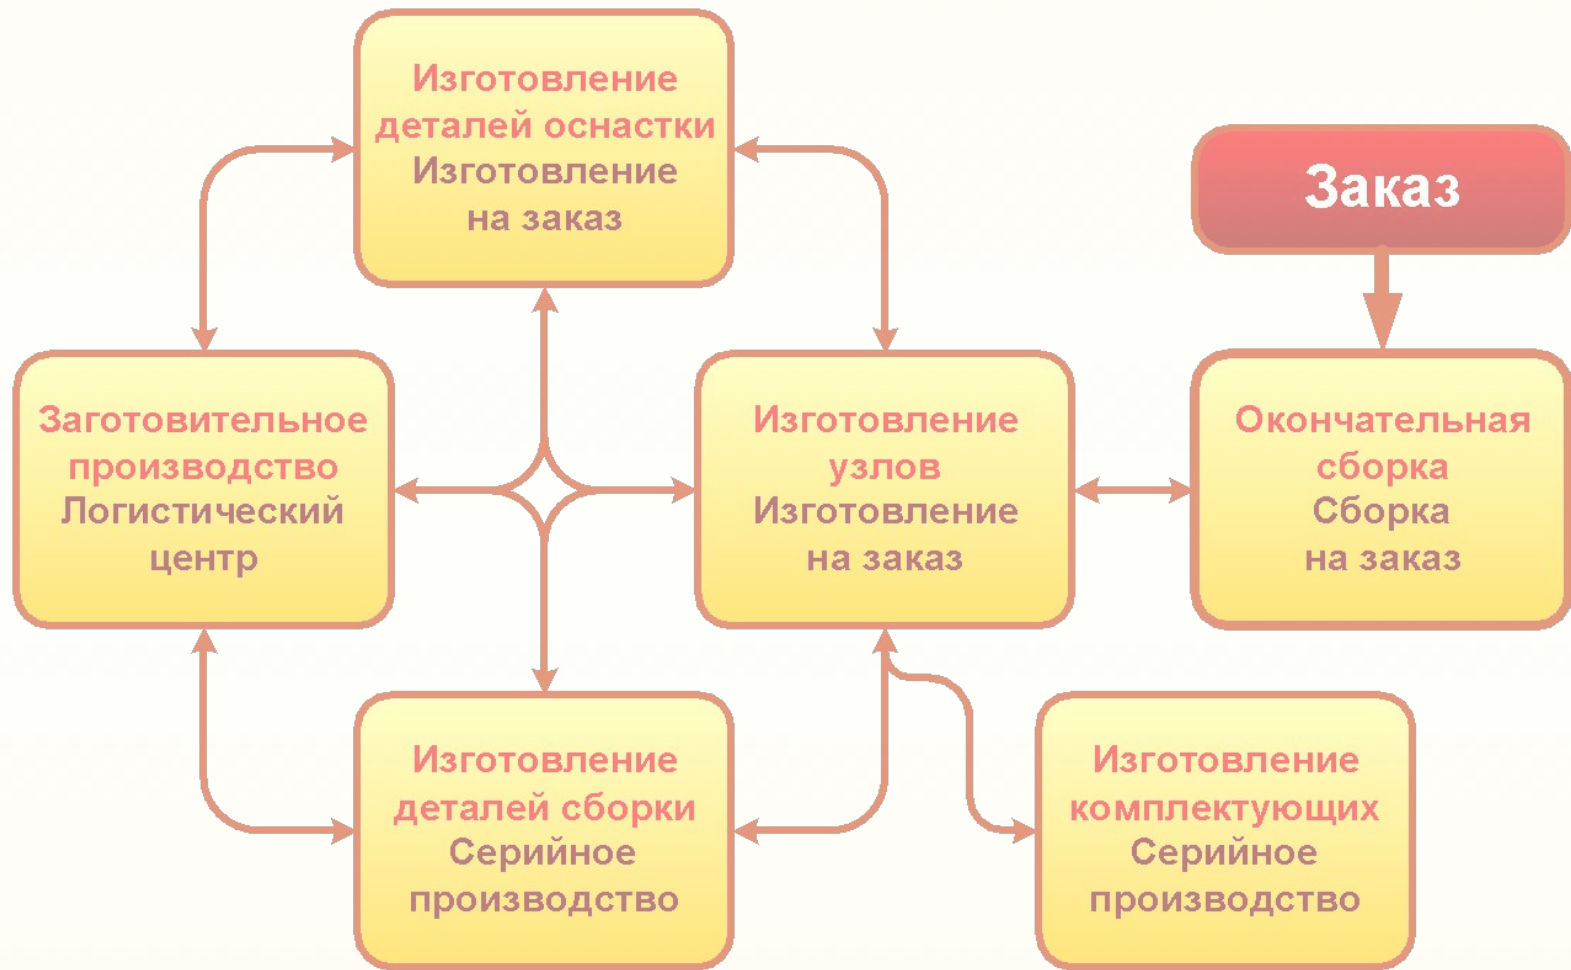 Изготовление
деталей оснастки
Изготовление
на заказ
Заказ
Заготовительное
производство
Логистический
центр
Изготовление
узлов
Изготовление
на заказ
Окончательная
сборка
Сборка
на заказ
Изготовление
деталей сборки
Серийное
производство
Изготовление
комплектующих
Серийное
производство